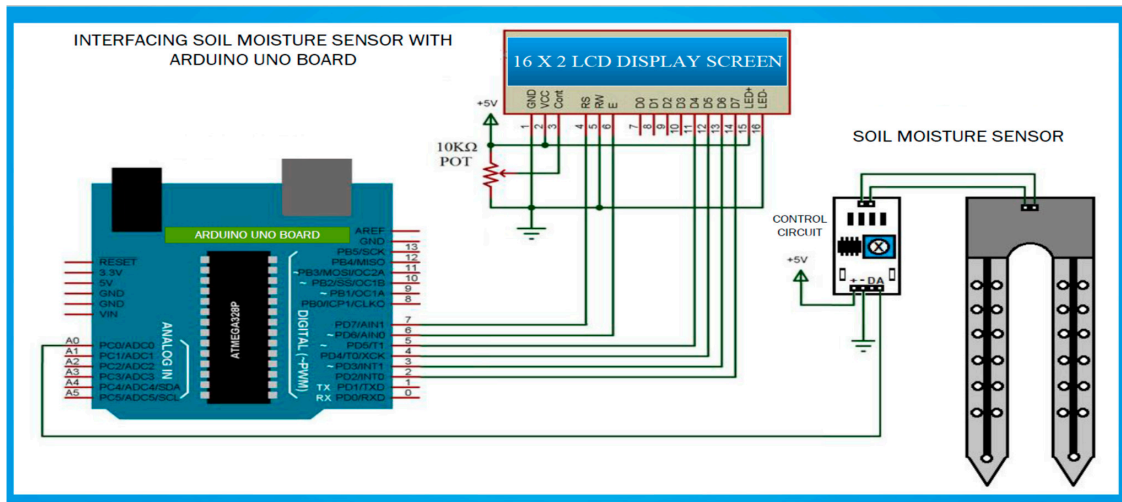 INTERFACING SOIL MOISTURE SENSOR WITH
ARDUINO UNO BOARD
16 X 2 LCD DISPLAY SCREEN
GND
VCC
Cont
RS
RW
E
D0
D1
D2
D3
D4
D5
D6
D7
LED+
LED-
1
2
3
4
5
6
7
8
9
10
11
12
13
14
15
16
+5V
10KΩ
POT
SOIL MOISTURE SENSOR
CONTROL
CIRCUIT
X
+5V
+ - D A
ARDUINO UNO BOARD
RESET
3.3V
5V
GND
GND
VIN
A0 PC0/ADC0
A1 PC1/ADC1
A2 PC2/ADC2
A3 PC3/ADC3
A4 PC4/ADC4/SDA
A5 PC5/ADC5/SCL
ANALOG IN
ATMEGA328P
DIGITAL (~PWM)
AREF
GND
PB5/SCK 13
PB4/MISO 12
~PB3/MOSI/OC2A 11
~ PB2/SS/OC1B 10
~ PB1/OC1A 9
PB0/ICP1/CLKO 8
PD7/AIN1 7
~ PD6/AIN0 6
~ PD5/T1 5
PD4/T0/XCK 4
~ PD3/INT1 3
PD2/INT0 2
TX PD1/TXD 1
RX PD0/RXD 0